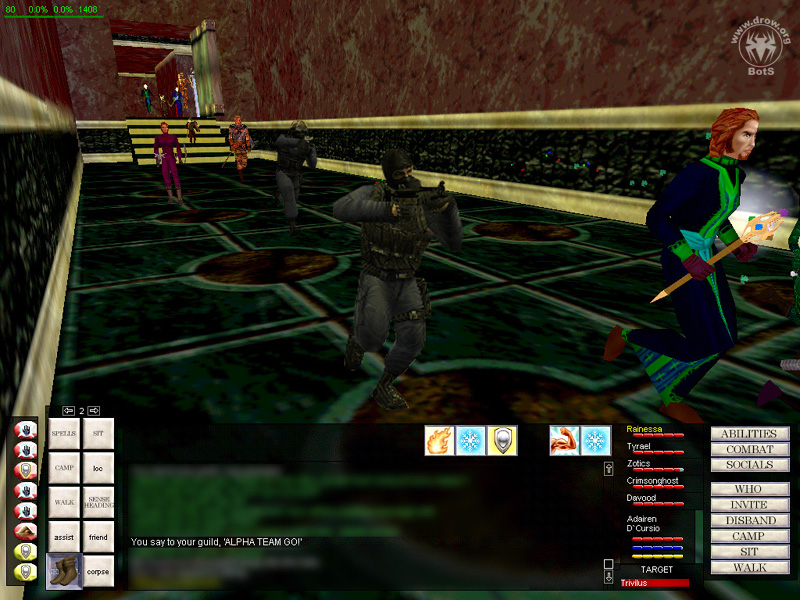 80 0.0% 0.0% 1408
www.drow.org
BotS
2
SPELLS
SIT
CAMP
loc
WALK
SENSE HEADING
assist
friend
corpse
You say to your guild, 'ALPHA TEAM GO!'
Rainessa
Tyrael
Zotics
Crimsonghost
Davood
Adairen
D`Cursio
TARGET
Trivilus
ABILITIES
COMBAT
SOCIALS
WHO
INVITE
DISBAND
CAMP
SIT
WALK